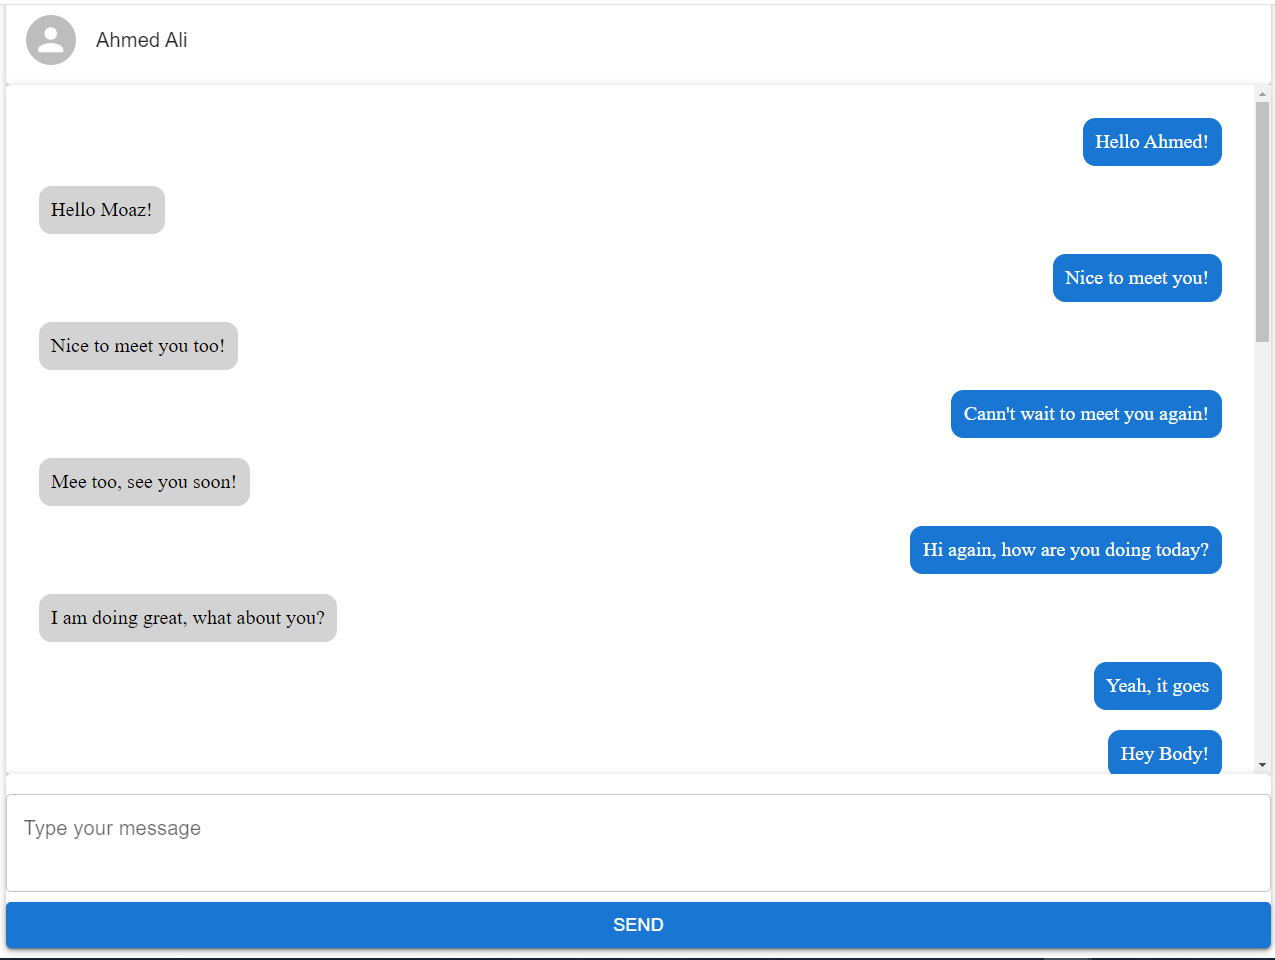 Ahmed Ali
Hello Ahmed!
Hello Moaz!
Nice to meet you!
Nice to meet you too!
Cann't wait to meet you again!
Mee too, see you soon!
Hi again, how are you doing today?
I am doing great, what about you?
Yeah, it goes
Hey Body!
Type your message
SEND